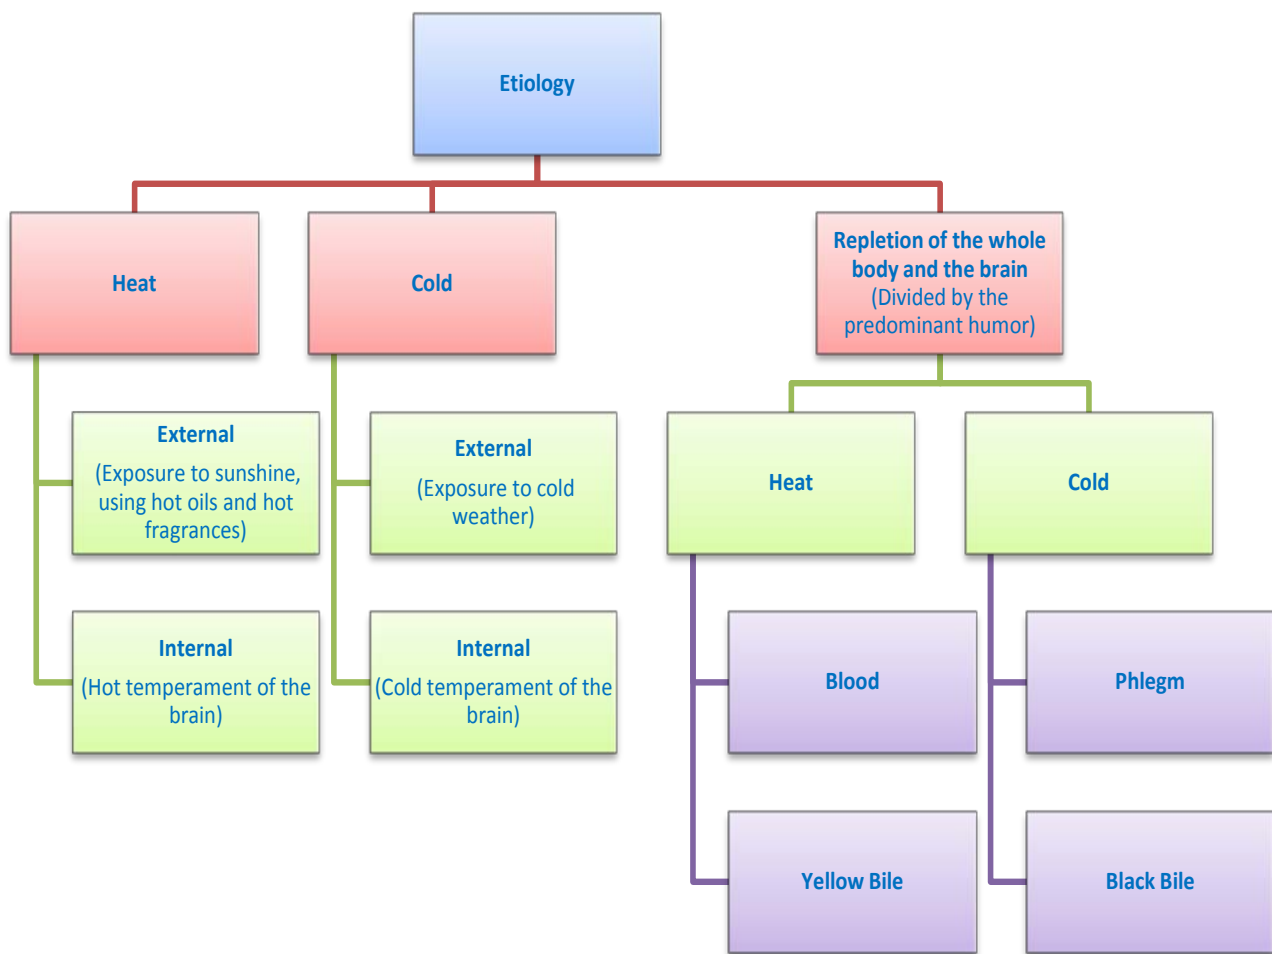 Etiology
Heat
Cold
Repletion of the whole
body and the brain
(Divided by the
predominant humor)
External
(Exposure to sunshine,
using hot oils and hot
fragrances)
External
(Exposure to cold
weather)
Heat
Cold
Internal
(Hot temperament of the
brain)
Internal
(Cold temperament of the
brain)
Blood
Phlegm
Yellow Bile
Black Bile